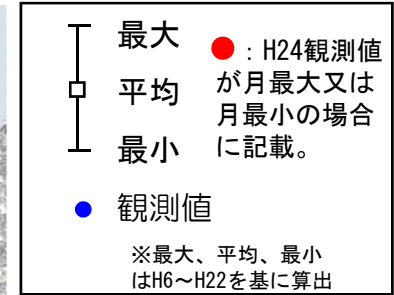 最大
平均
最小
●：H24観測値
が月最大又は
月最小の場合
に記載。
● 観測値
※最大、平均、最小
はH6～H22を基に算出